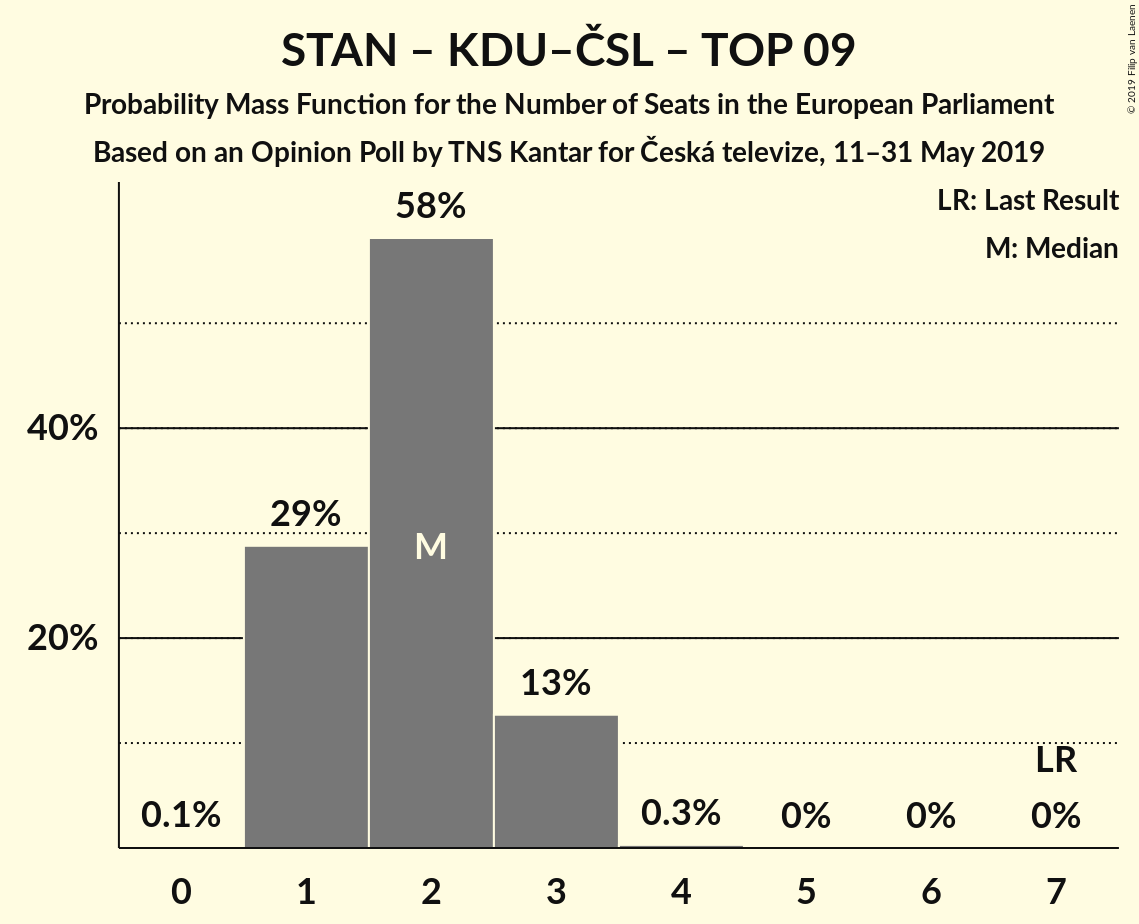 STAN – KDU–ČSL – TOP 09
Probability Mass Function for the Number of Seats in the European Parliament
Based on an Opinion Poll by TNS Kantar for Česká televize, 11–31 May 2019
© 2019 Filip van Laenen
LR: Last Result
M: Median
58%
40%
29%
M
20%
13%
LR
0.1%
0.3%
0%
0%
0%
0 1 2 3 4 5 6 7